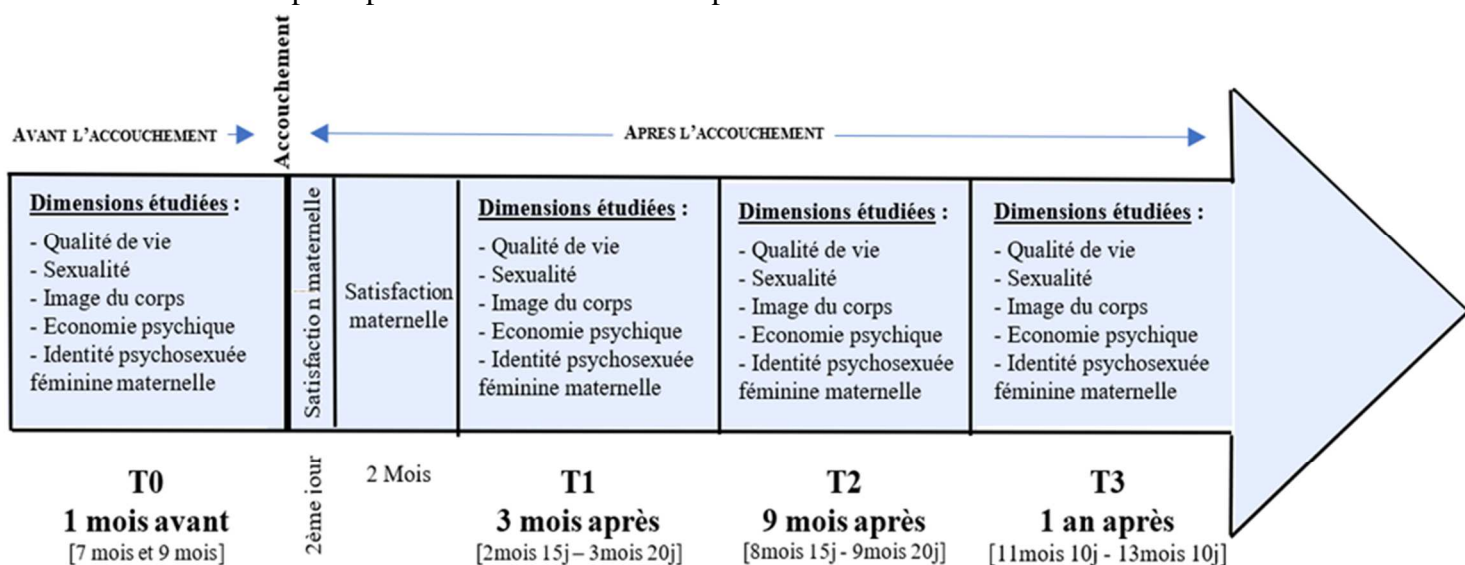 Accouchement
AVANT L'ACCOUCHEMENT
APRES L'ACCOUCHEMENT
Dimensions étudiées :
- Qualité de vie
- Sexualité
- Image du corps
- Economie psychique
- Identité psychosexuée
féminine maternelle
Satisfactio n maternelle
Satisfaction
maternelle
Dimensions étudiées :
- Qualité de vie
- Sexualité
- Image du corps
- Economie psychique
- Identité psychosexuée
féminine maternelle
Dimensions étudiées :
- Qualité de vie
- Sexualité
- Image du corps
- Economie psychique
- Identité psychosexuée
féminine maternelle
Dimensions étudiées :
- Qualité de vie
- Sexualité
- Image du corps
- Economie psychique
- Identité psychosexuée
féminine maternelle
T0
1 mois avant
[7 mois et 9 mois]
2ème jour
2 Mois
T1
3 mois après
[2mois 15j – 3mois 20j]
T2
9 mois après
[8mois 15j - 9mois 20j]
T3
1 an après
[11mois 10j - 13mois 10j]